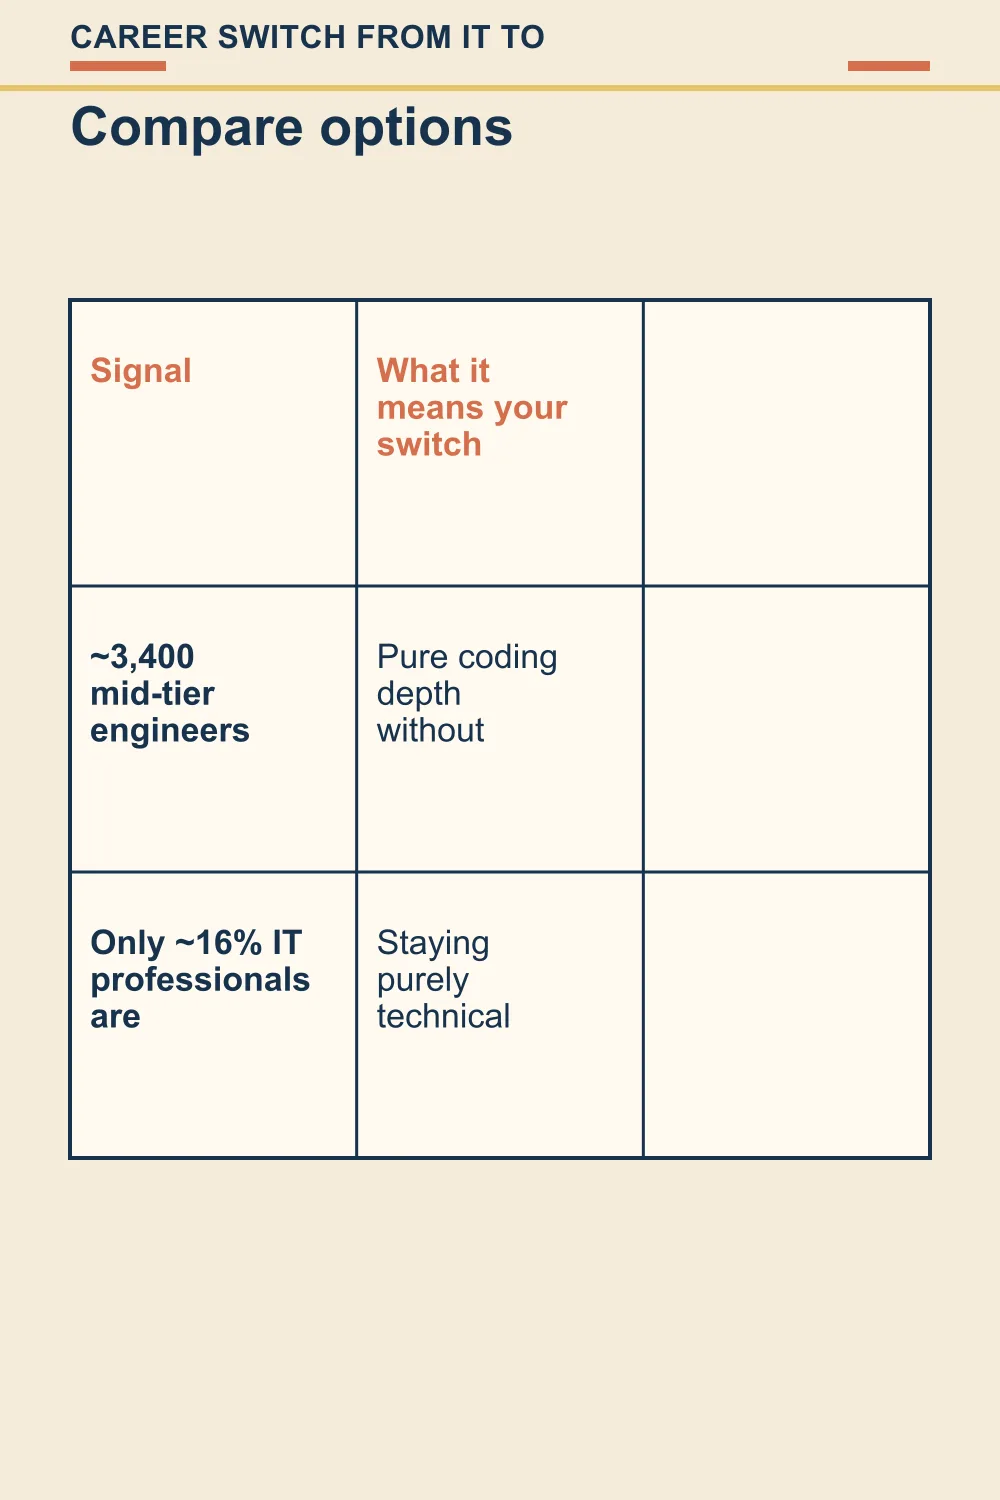 CAREER SWITCH FROM IT TO
Compare options
Signal
What it
means your
switch
~3,400
mid-tier
engineers
Pure coding
depth
without
Only ~16% IT
professionals
are
Staying
purely
technical